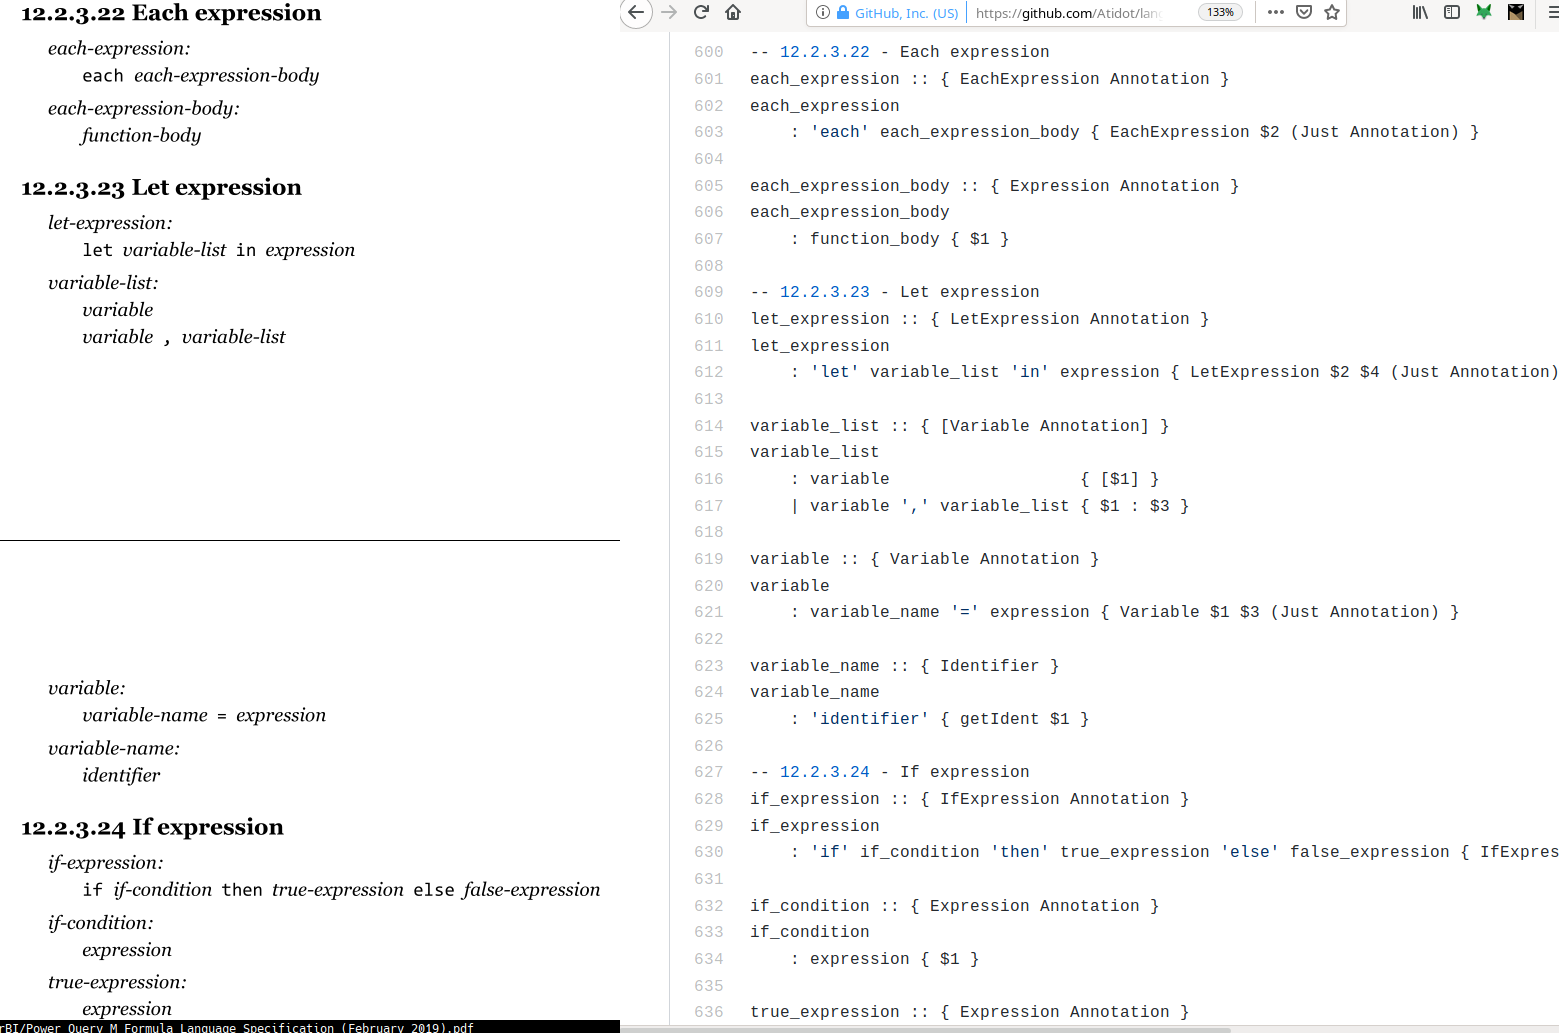 12.2.3.22 Each expression
each-expression:
each each-expression-body
each-expression-body:
function-body
12.2.3.23 Let expression
let-expression:
let variable-list in expression
variable-list:
variable
variable , variable-list
variable:
variable-name = expression
variable-name:
identifier
12.2.3.24 If expression
if-expression:
if if-condition then true-expression else false-expression
if-condition:
expression
true-expression:
expression
rBI/Power Query M Formula Language Specification (February 2019).pdf
GitHub, Inc. (US) https://github.com/Atidot/lan 133%
600 -- 12.2.3.22 - Each expression
601 each_expression :: { EachExpression Annotation }
602 each_expression
603 : 'each' each_expression_body { EachExpression $2 (Just Annotation) }
604
605 each_expression_body :: { Expression Annotation }
606 each_expression_body
607 : function_body { $1 }
608
609 -- 12.2.3.23 - Let expression
610 let_expression :: { LetExpression Annotation }
611 let_expression
612 : 'let' variable_list 'in' expression { LetExpression $2 $4 (Just Annotation)
613
614 variable_list :: { [Variable Annotation] }
615 variable_list
616 : variable { [$1] }
617 | variable ',' variable_list { $1 : $3 }
618
619 variable :: { Variable Annotation }
620 variable
621 : variable_name '=' expression { Variable $1 $3 (Just Annotation) }
622
623 variable_name :: { Identifier }
624 variable_name
625 : 'identifier' { getIdent $1 }
626
627 -- 12.2.3.24 - If expression
628 if_expression :: { IfExpression Annotation }
629 if_expression
630 : 'if' if_condition 'then' true_expression 'else' false_expression { IfExpres
631
632 if_condition :: { Expression Annotation }
633 if_condition
634 : expression { $1 }
635
636 true_expression :: { Expression Annotation }